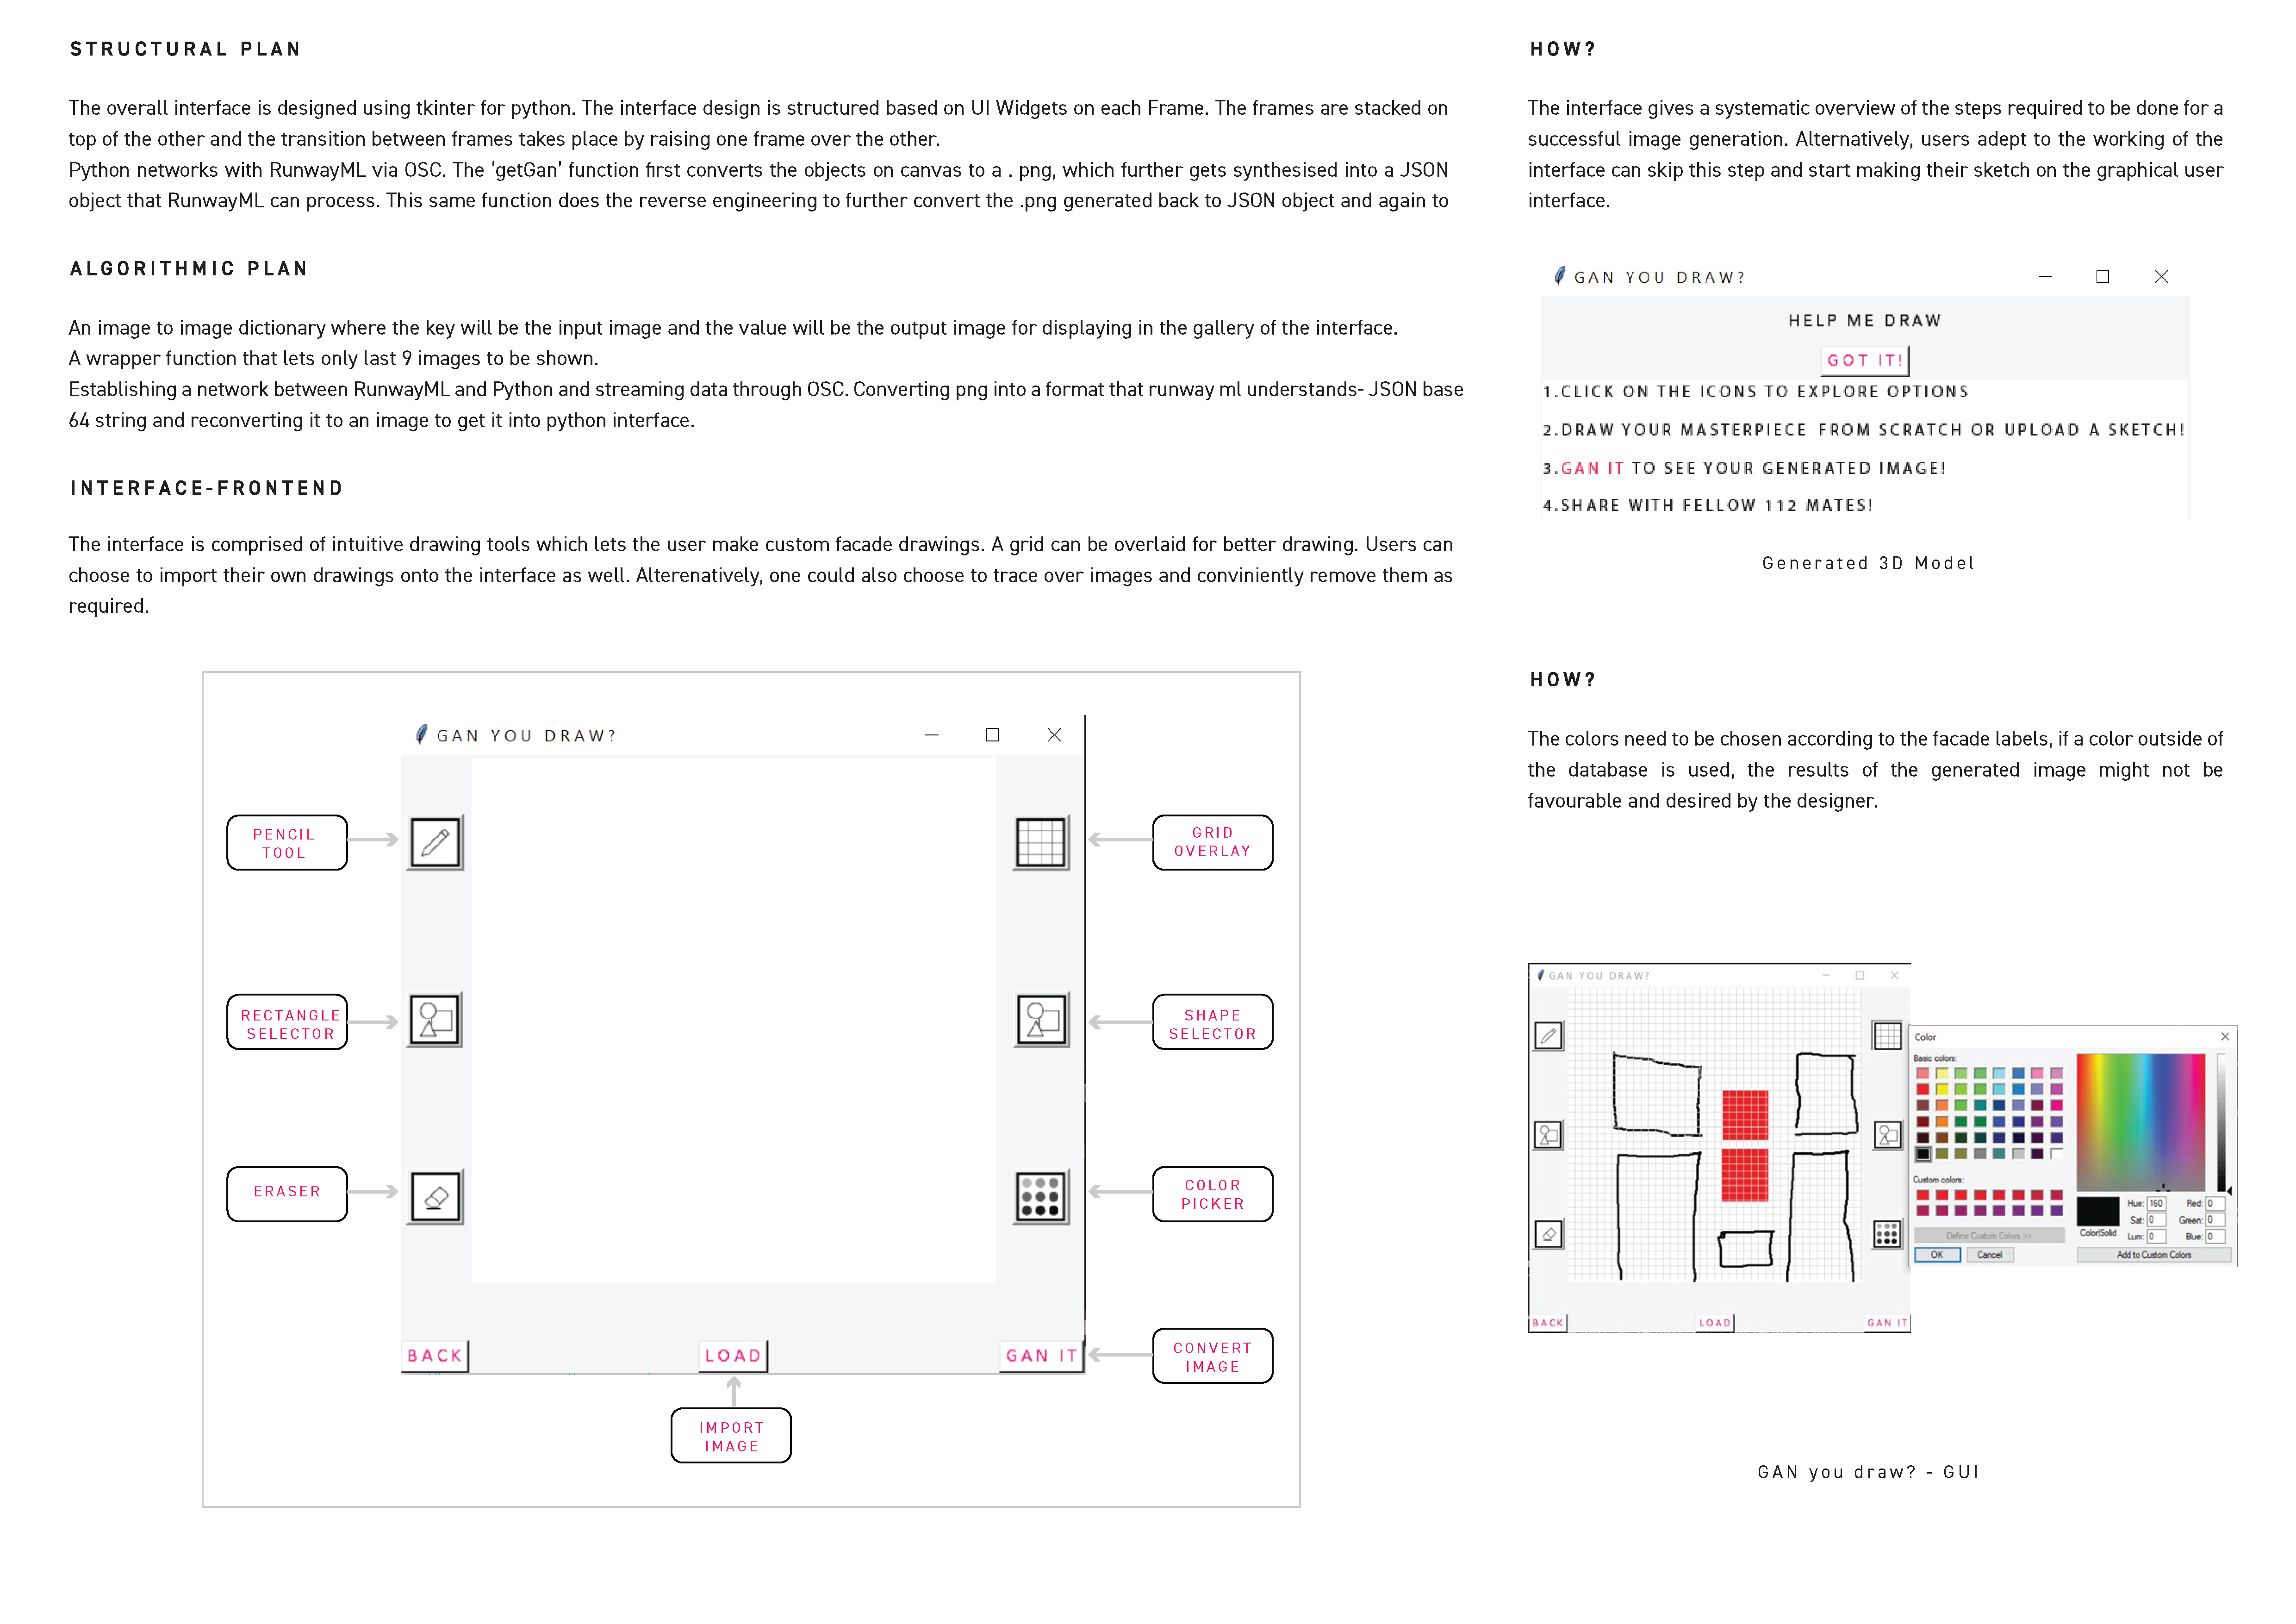 STRUCTURAL PLAN
The overall interface is designed using tkinter for python. The interface design is structured based on UI Widgets on each Frame. The frames are stacked on
top of the other and the transition between frames takes place by raising one frame over the other.
Python networks with RunwayML via OSC. The ‘getGan’ function first converts the objects on canvas to a . png, which further gets synthesised into a JSON
object that RunwayML can process. This same function does the reverse engineering to further convert the .png generated back to JSON object and again to
ALGORITHMIC PLAN
An image to image dictionary where the key will be the input image and the value will be the output image for displaying in the gallery of the interface.
A wrapper function that lets only last 9 images to be shown.
Establishing a network between RunwayML and Python and streaming data through OSC. Converting png into a format that runway ml understands- JSON base
64 string and reconverting it to an image to get it into python interface.
INTERFACE-FRONTEND
The interface is comprised of intuitive drawing tools which lets the user make custom facade drawings. A grid can be overlaid for better drawing. Users can
choose to import their own drawings onto the interface as well. Alterenatively, one could also choose to trace over images and conviniently remove them as
required.
GAN YOU DRAW?
PENCIL
TOOL
GRID
OVERLAY
RECTANGLE
SELECTOR
SHAPE
SELECTOR
ERASER
COLOR
PICKER
BACK
LOAD
GAN IT
CONVERT
IMAGE
IMPORT
IMAGE
HOW?
The interface gives a systematic overview of the steps required to be done for a
successful image generation. Alternatively, users adept to the working of the
interface can skip this step and start making their sketch on the graphical user
interface.
GAN YOU DRAW?
HELP ME DRAW
GOT IT!
1.CLICK ON THE ICONS TO EXPLORE OPTIONS
2.DRAW YOUR MASTERPIECE FROM SCRATCH OR UPLOAD A SKETCH!
3.GAN IT TO SEE YOUR GENERATED IMAGE!
4.SHARE WITH FELLOW 112 MATES!
Generated 3D Model
HOW?
The colors need to be chosen according to the facade labels, if a color outside of
the database is used, the results of the generated image might not be
favourable and desired by the designer.
GAN YOU DRAW?
BACK
LOAD
GAN IT
Color
Basic colors:
Custom colors:
Define Custom Colors >>
OK
Cancel
Color|Solid
Hue: 160
Red: 0
Sat: 0
Green: 0
Lum: 0
Blue: 0
Add to Custom Colors
GAN you draw? - GUI